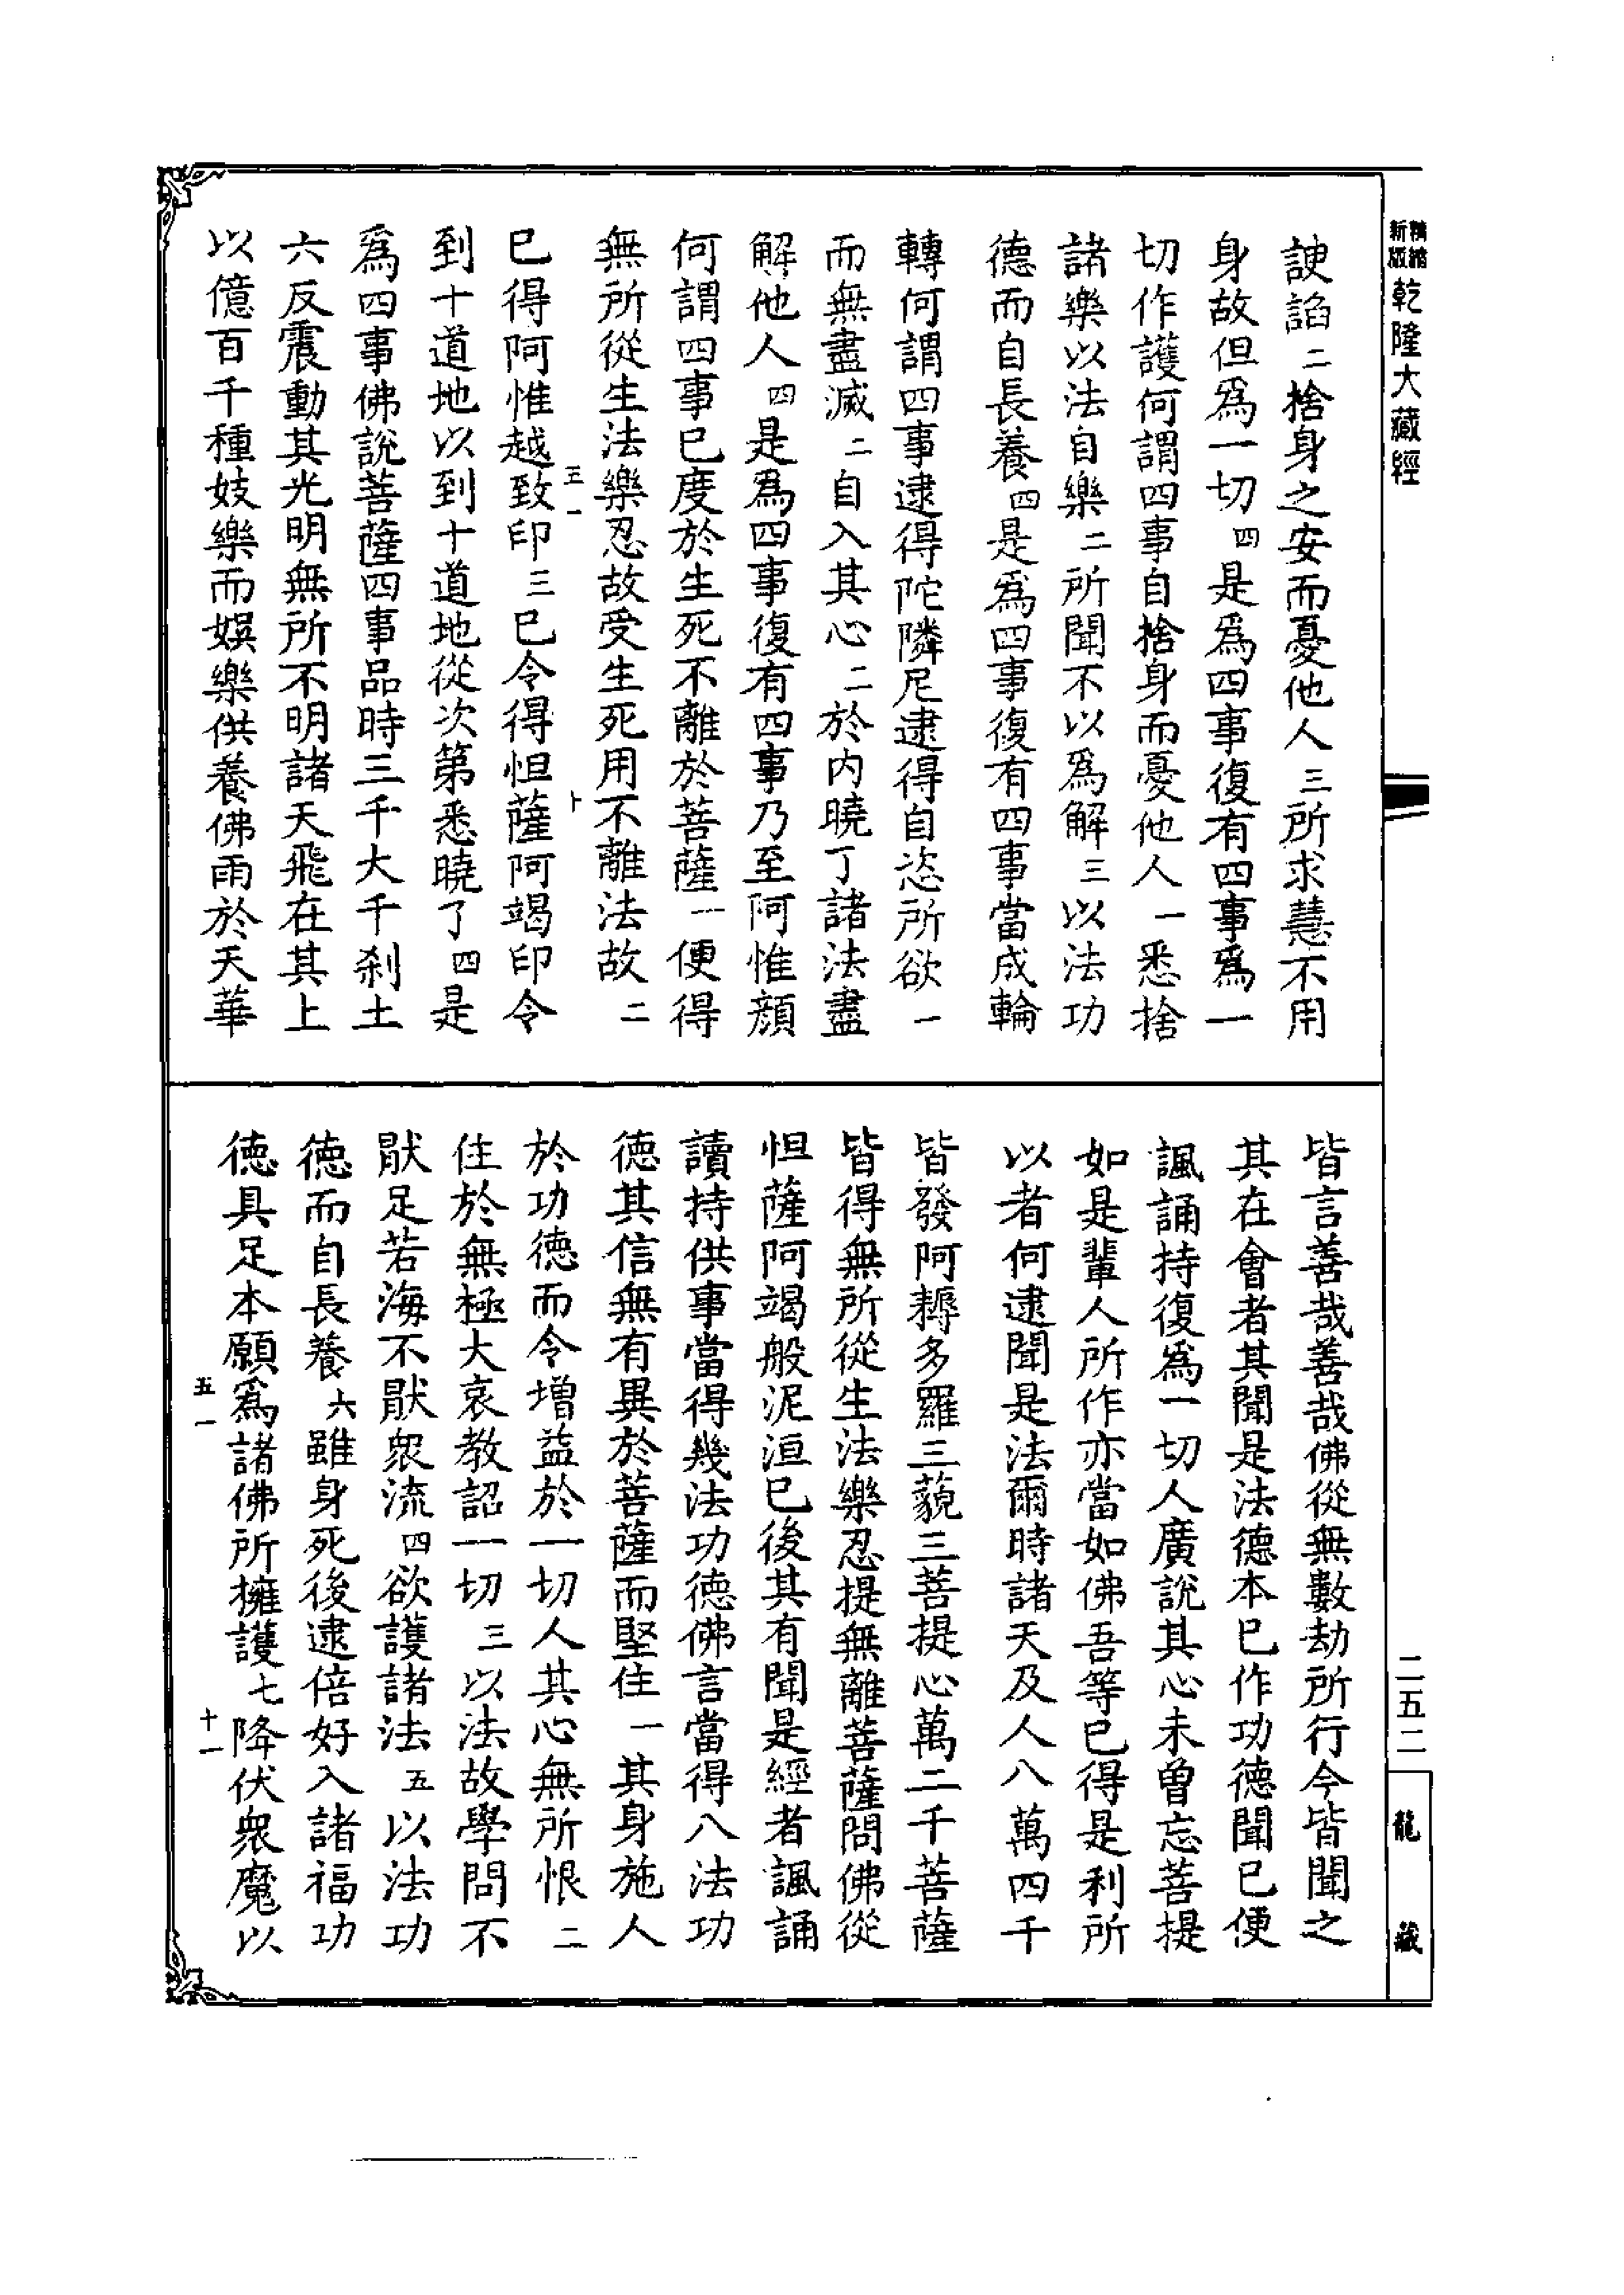 新版精縮乾隆大藏經
諛諂二捨身之安而憂他人三所求慧不用
身故但爲一切四是爲四事復有四事爲一
切作護何謂四事自捨身而憂他人一悉捨
諸樂以法自樂二所聞不以爲解三以法功
德而自長養四是爲四事復有四事當成輪
轉何謂四事逮得陀隣尼逮得自恣所欲一
而無盡滅二自入其心二於内曉了諸法盡
解他人四是爲四事復有四事乃至阿惟顏
何謂四事已度於生死不離於菩薩一便得
無所從生法樂忍故受生死用不離法故二
五一
十
已得阿惟越致印三已令得怛薩阿竭印令
到十道地以到十道地從次第悉曉了四是
爲四事佛說菩薩四事品時三千大千刹土
六反震動其光明無所不明諸天飛在其上
以億百千種妓樂而娛樂供養佛雨於天華
皆言善哉善哉佛從無數劫所行今皆聞之
其在會者其聞是法德本已作功德聞已便
諷誦持復爲一切人廣說其心未曾忘菩提
如是輩人所作亦當如佛吾等已得是利所
以者何逮聞是法爾時諸天及人八萬四千
皆發阿耨多羅三藐三菩提心萬二千菩薩
皆得無所從生法樂忍提無離菩薩問佛從
怛薩阿竭般泥洹已後其有聞是經者諷誦
讀持供事當得幾法功德佛言當得八法功
德其信無有異於菩薩而堅住一其身施人
於功德而令增益於一切人其心無所恨二
住於無極大哀教詔一切三以法故學問不
猒足若海不猒衆流四欲護諸法五以法功
德而自長養六雖身死後逮倍好入諸福功
德具足本願爲諸佛所擁護七降伏衆魔以
五一
十一
二五二
龍藏